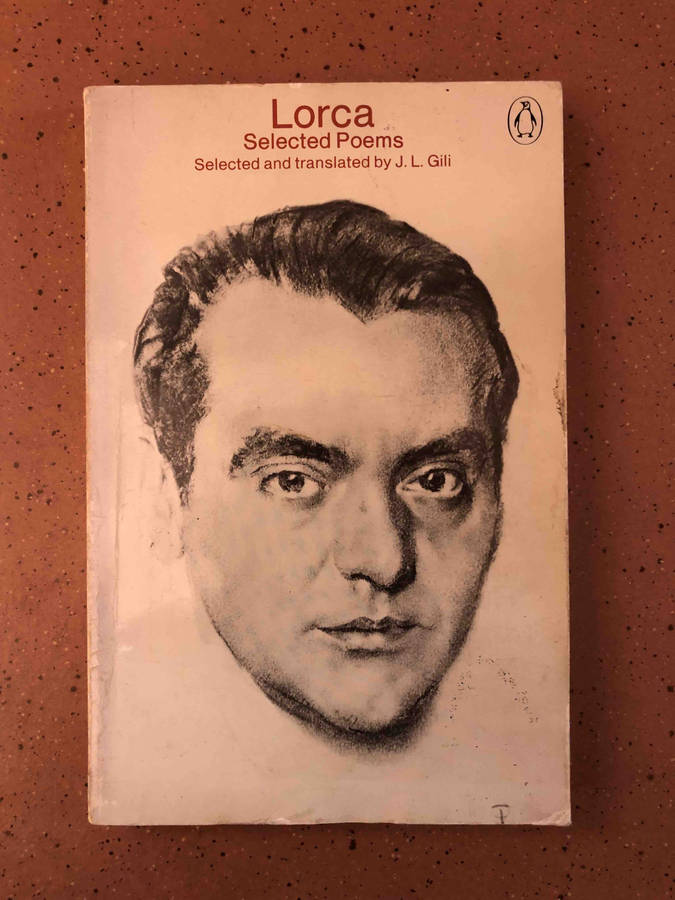 Lorca
Selected Poems
Selected and translated by J. L. Gili